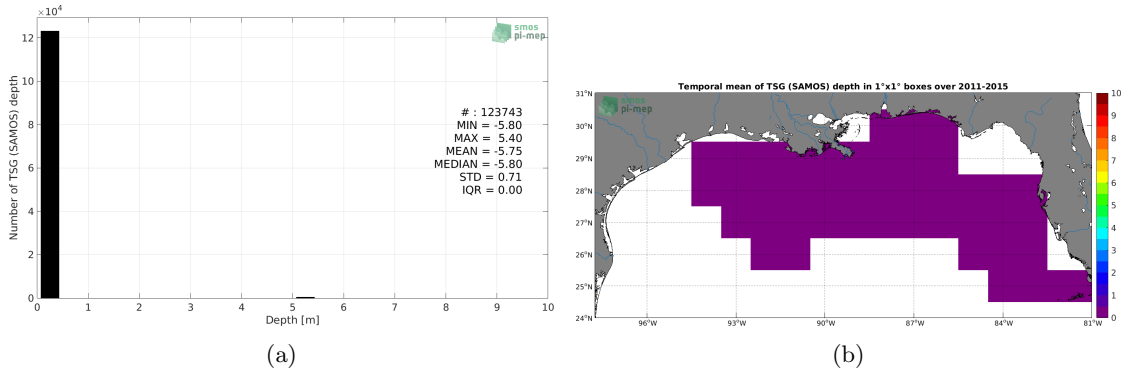 ×10^4
smos
pi-mep
12
10
8
6
4
2
0
Number of TSG (SAMOS) depth
# : 123743
MIN = -5.80
MAX = 5.40
MEAN = -5.75
MEDIAN = -5.80
STD = 0.71
IQR = 0.00
0 1 2 3 4 5 6 7 8 9 10
Depth [m]
(a)
Temporal mean of TSG (SAMOS) depth in 1°x1° boxes over 2011-2015
smos
pi-mep
31°N
30°N
29°N
28°N
27°N
26°N
25°N
24°N
96°W 93°W 90°W 87°W 84°W 81°W
10
9
8
7
6
5
4
3
2
1
0
(b)